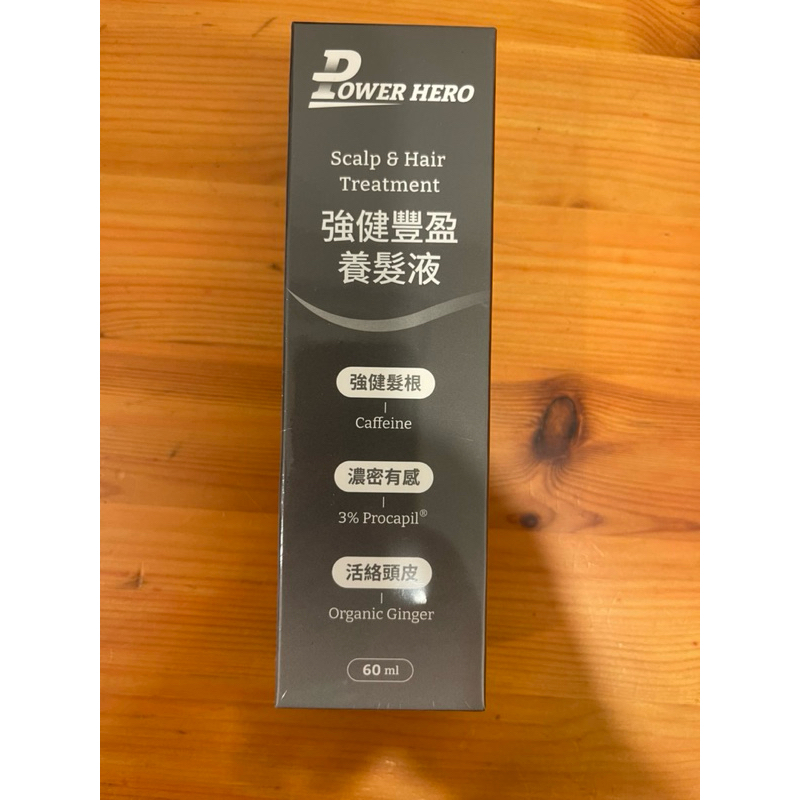 POWER HERO
Scalp & Hair
Treatment
強健豐盈
養髮液
強健髮根
Caffeine
濃密有感
3% Procapil®
活絡頭皮
Organic Ginger
60 ml